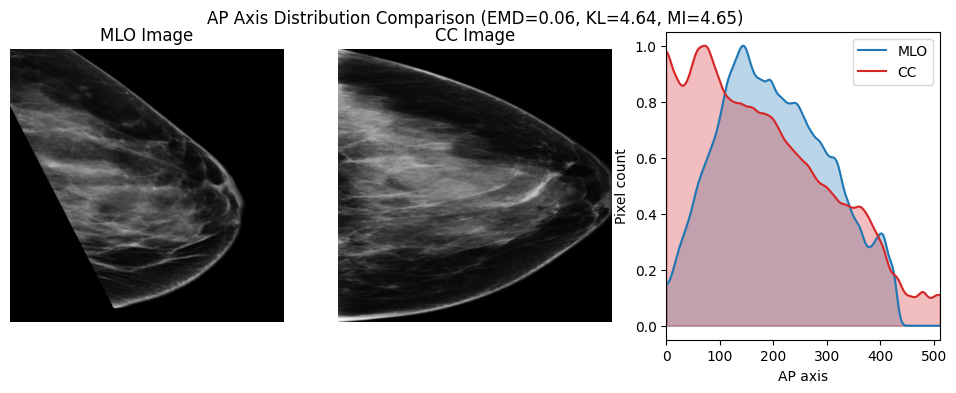 AP Axis Distribution Comparison (EMD=0.06, KL=4.64, MI=4.65)
MLO Image
CC Image
MLO
CC
Pixel count
1.0
0.8
0.6
0.4
0.2
0.0
0 100 200 300 400 500
AP axis